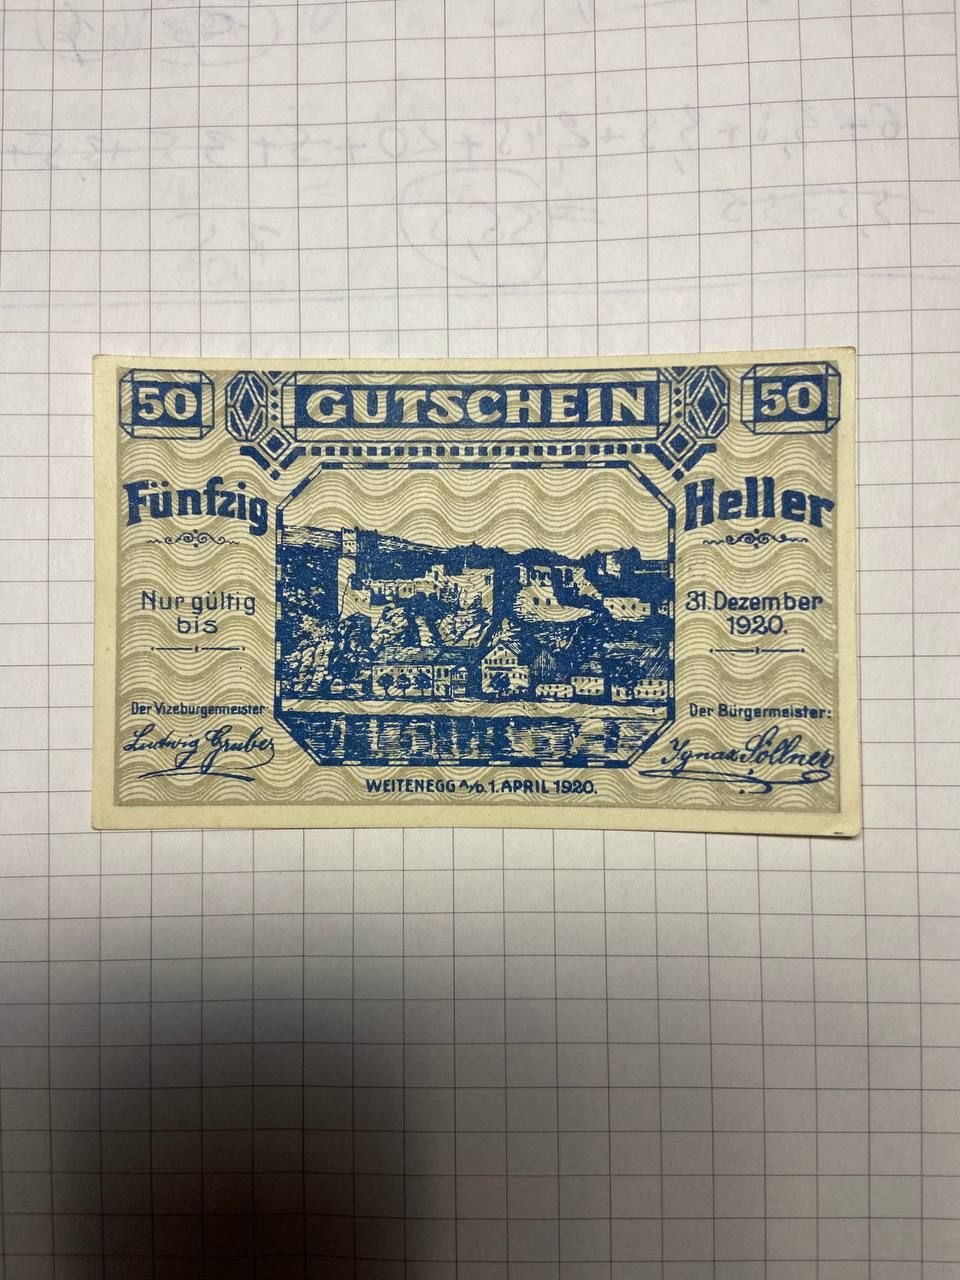 50 GUTSCHEIN 50
Fünfzig Heller
Nur gültig
bis
31. Dezember
1920.
Der Vizebürgermeister
Ludwig Gruber
Der Bürgermeister:
Ignaz Söllner
WEITENEGG A/D. 1. APRIL 1920.